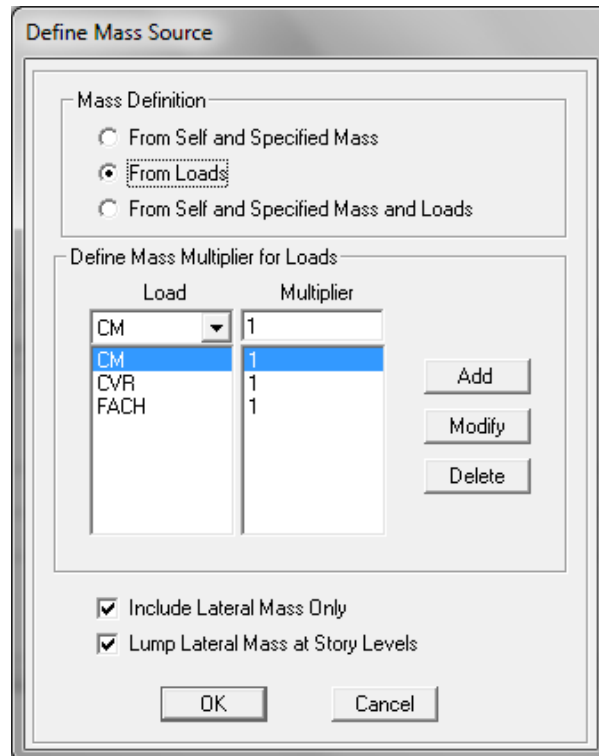 Define Mass Source
Mass Definition
From Self and Specified Mass
From Loads
From Self and Specified Mass and Loads
Define Mass Multiplier for Loads
Load Multiplier
CM 1
CM 1
CVR 1
FACH 1
Add
Modify
Delete
Include Lateral Mass Only
Lump Lateral Mass at Story Levels
OK Cancel